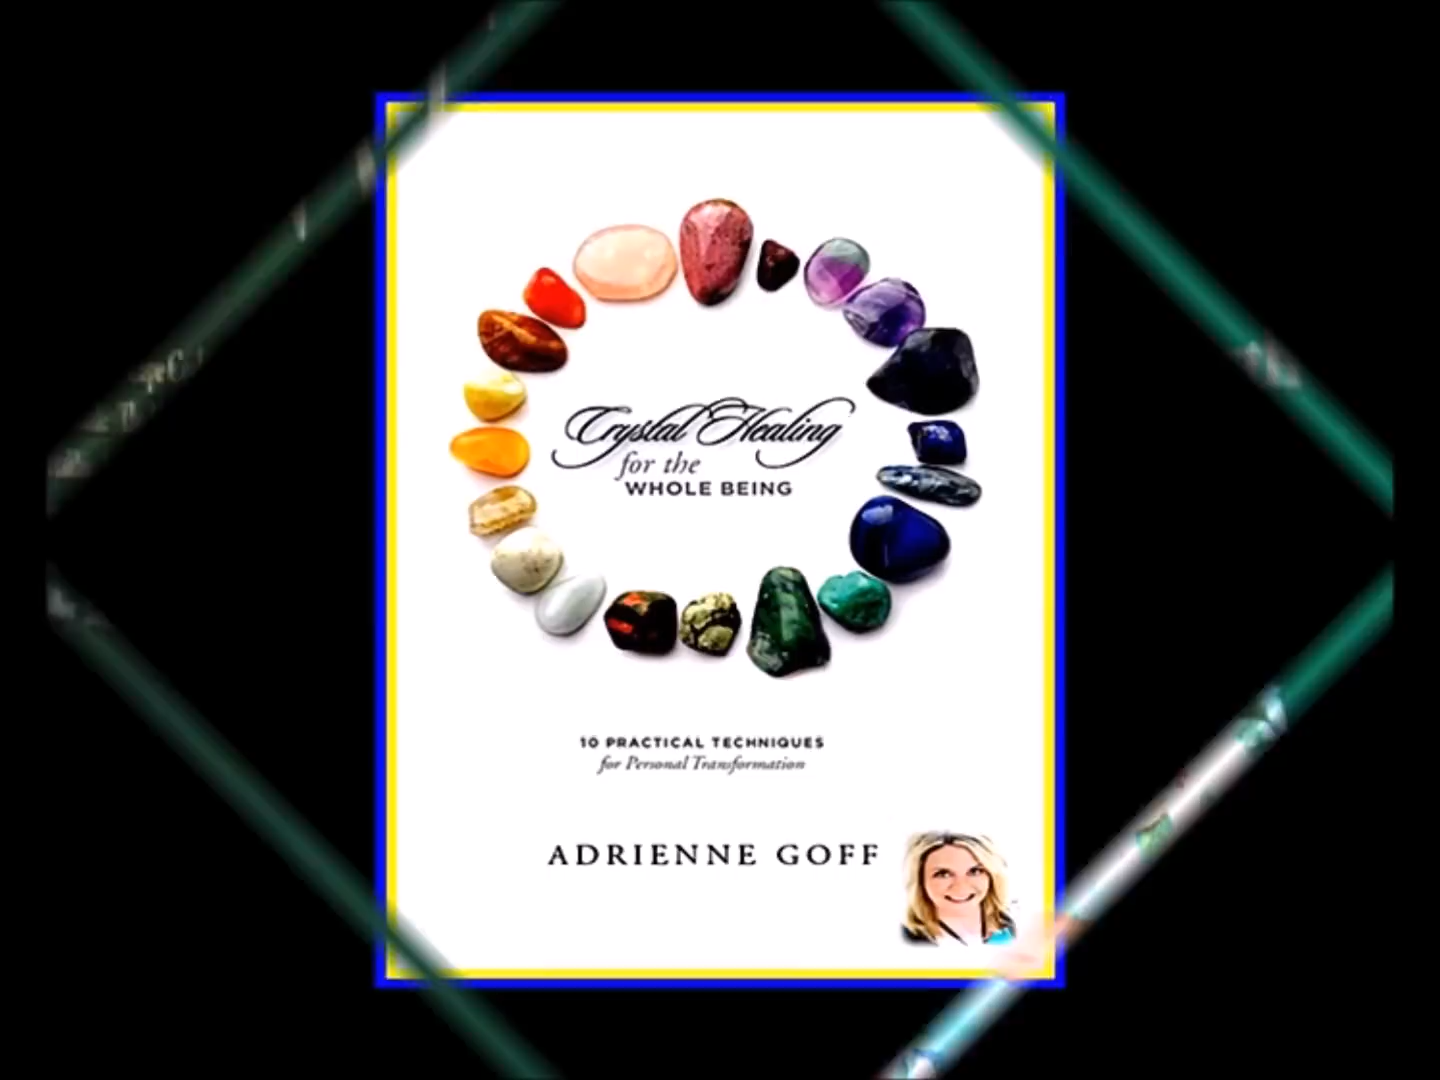 Crystal Healing
for the
WHOLE BEING
10 PRACTICAL TECHNIQUES
for Personal Transformation
ADRIENNE GOFF